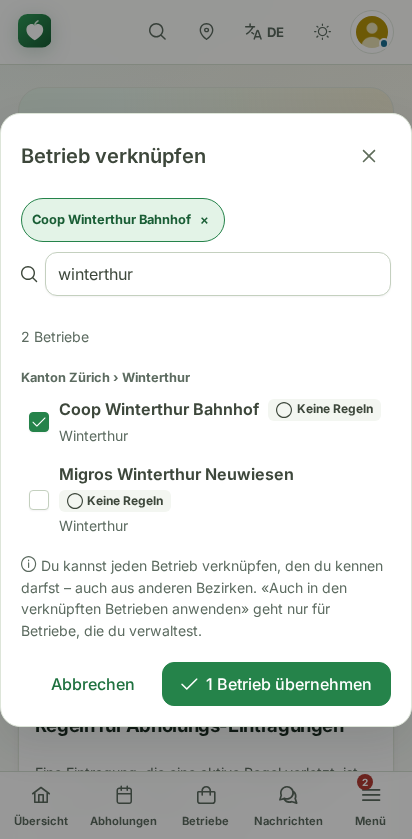 DE
Betrieb verknüpfen
Coop Winterthur Bahnhof ×
winterthur
2 Betriebe
Kanton Zürich › Winterthur
Coop Winterthur Bahnhof Keine Regeln
Winterthur
Migros Winterthur Neuwiesen
Keine Regeln
Winterthur
Du kannst jeden Betrieb verknüpfen, den du kennen
darfst – auch aus anderen Bezirken. «Auch in den
verknüpften Betrieben anwenden» geht nur für
Betriebe, die du verwaltest.
Abbrechen 1 Betrieb übernehmen
Regeln für Abholungs-Eintragungen
2
Übersicht Abholungen Betriebe Nachrichten Menü